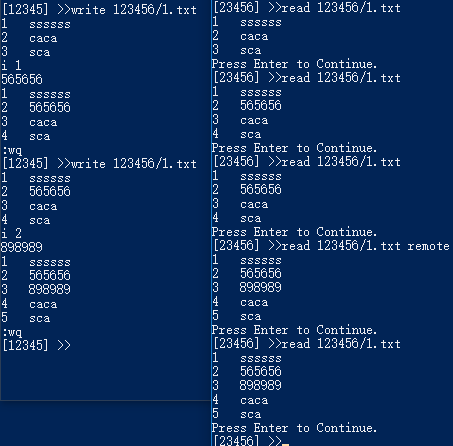 [12345] >>write 123456/1.txt
1 ssssss
2 caca
3 sca
i 1
565656
1 ssssss
2 565656
3 caca
4 sca
:wq
[12345] >>write 123456/1.txt
1 ssssss
2 565656
3 caca
4 sca
i 2
898989
1 ssssss
2 565656
3 898989
4 caca
5 sca
:wq
[12345] >>
[23456] >>read 123456/1.txt
1 ssssss
2 caca
3 sca
Press Enter to Continue.
[23456] >>read 123456/1.txt
1 ssssss
2 565656
3 caca
4 sca
Press Enter to Continue.
[23456] >>read 123456/1.txt
1 ssssss
2 565656
3 caca
4 sca
Press Enter to Continue.
[23456] >>read 123456/1.txt remote
1 ssssss
2 565656
3 898989
4 caca
5 sca
Press Enter to Continue.
[23456] >>read 123456/1.txt
1 ssssss
2 565656
3 898989
4 caca
5 sca
Press Enter to Continue.
[23456] >>